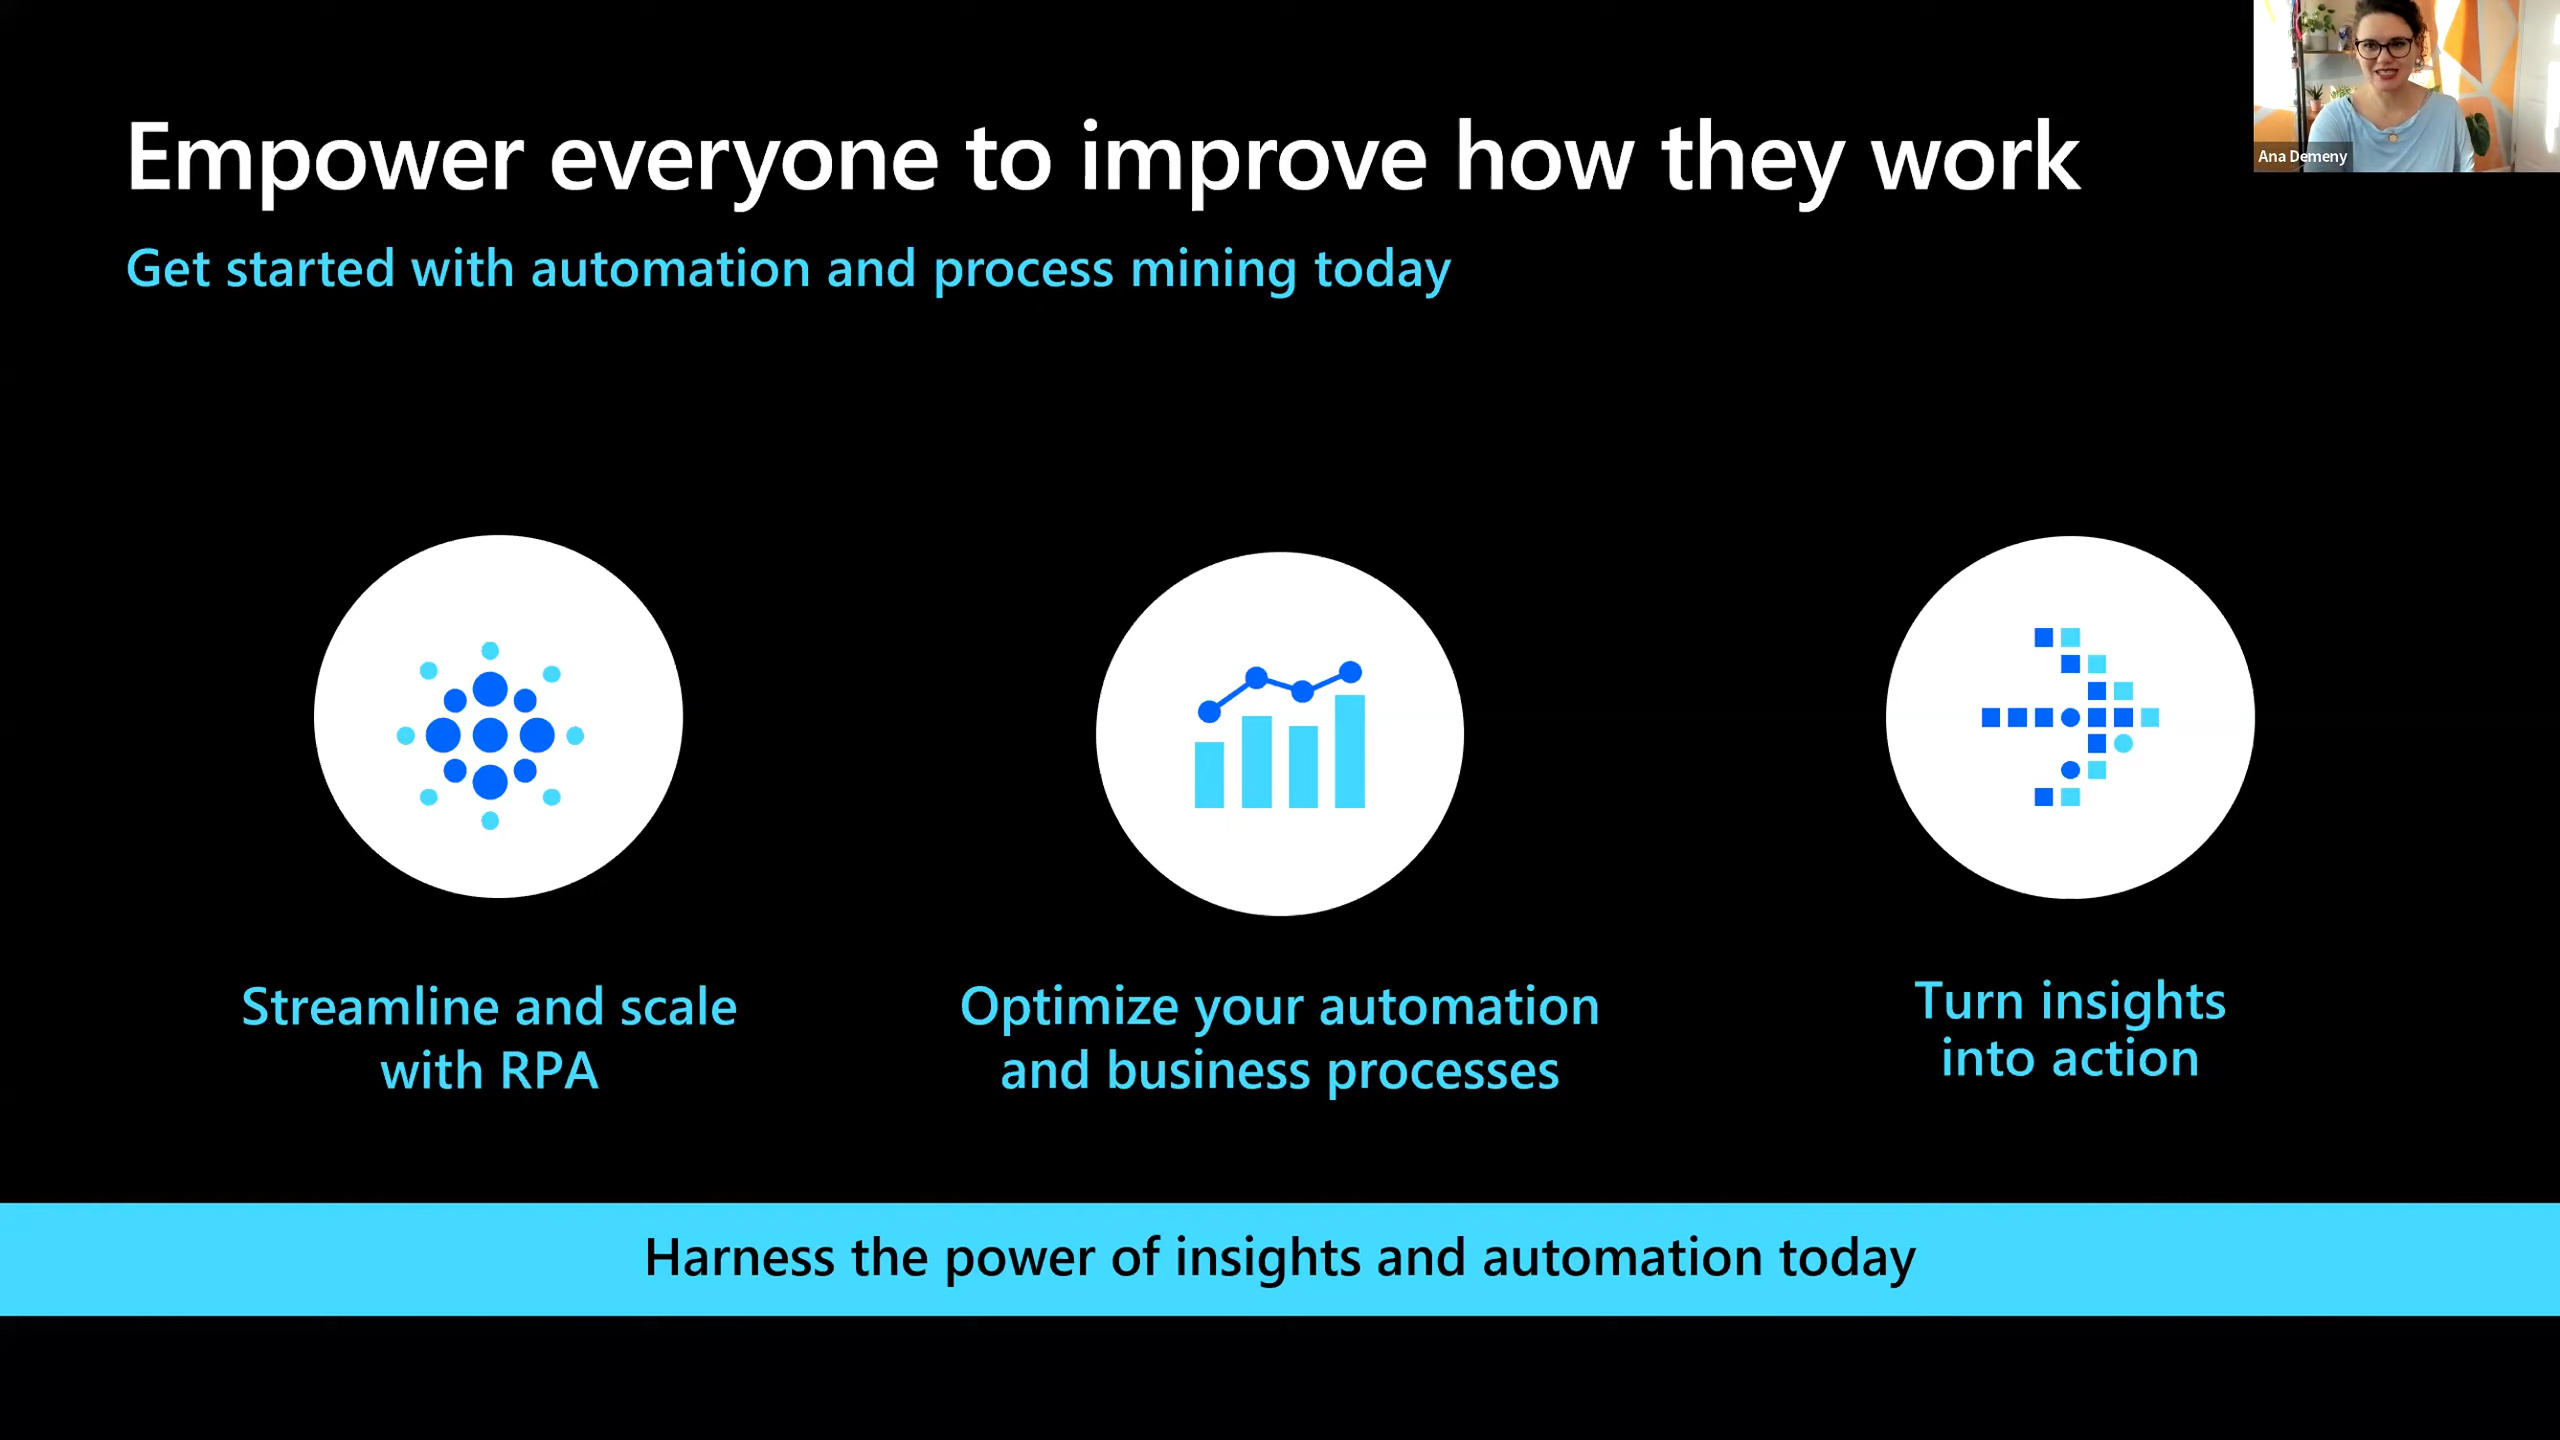 Empower everyone to improve how they work
Get started with automation and process mining today
Ana Demeny
Streamline and scale
with RPA
Optimize your automation
and business processes
Turn insights
into action
Harness the power of insights and automation today